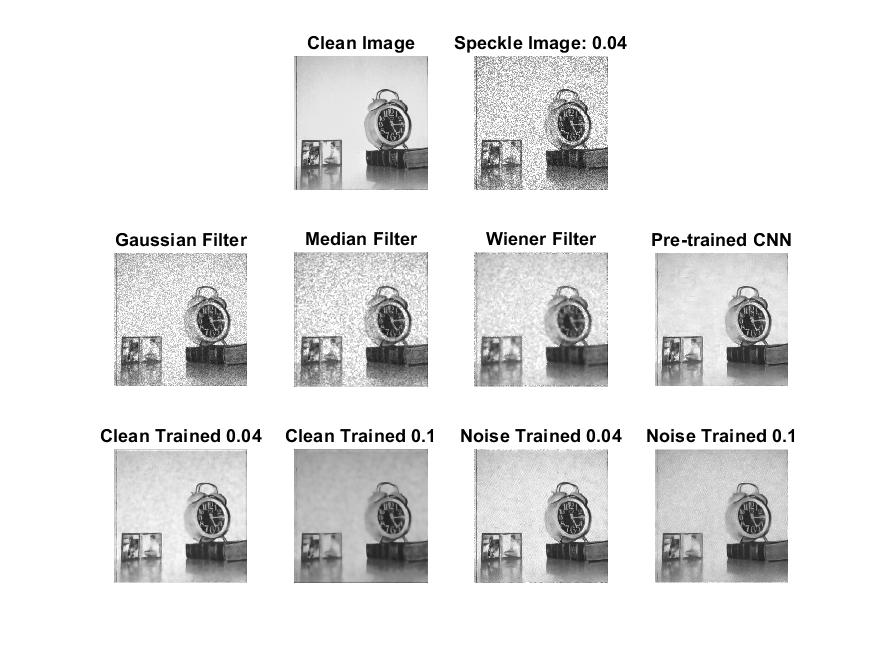 Clean Image
Speckle Image: 0.04
Gaussian Filter
Median Filter
Wiener Filter
Pre-trained CNN
Clean Trained 0.04
Clean Trained 0.1
Noise Trained 0.04
Noise Trained 0.1